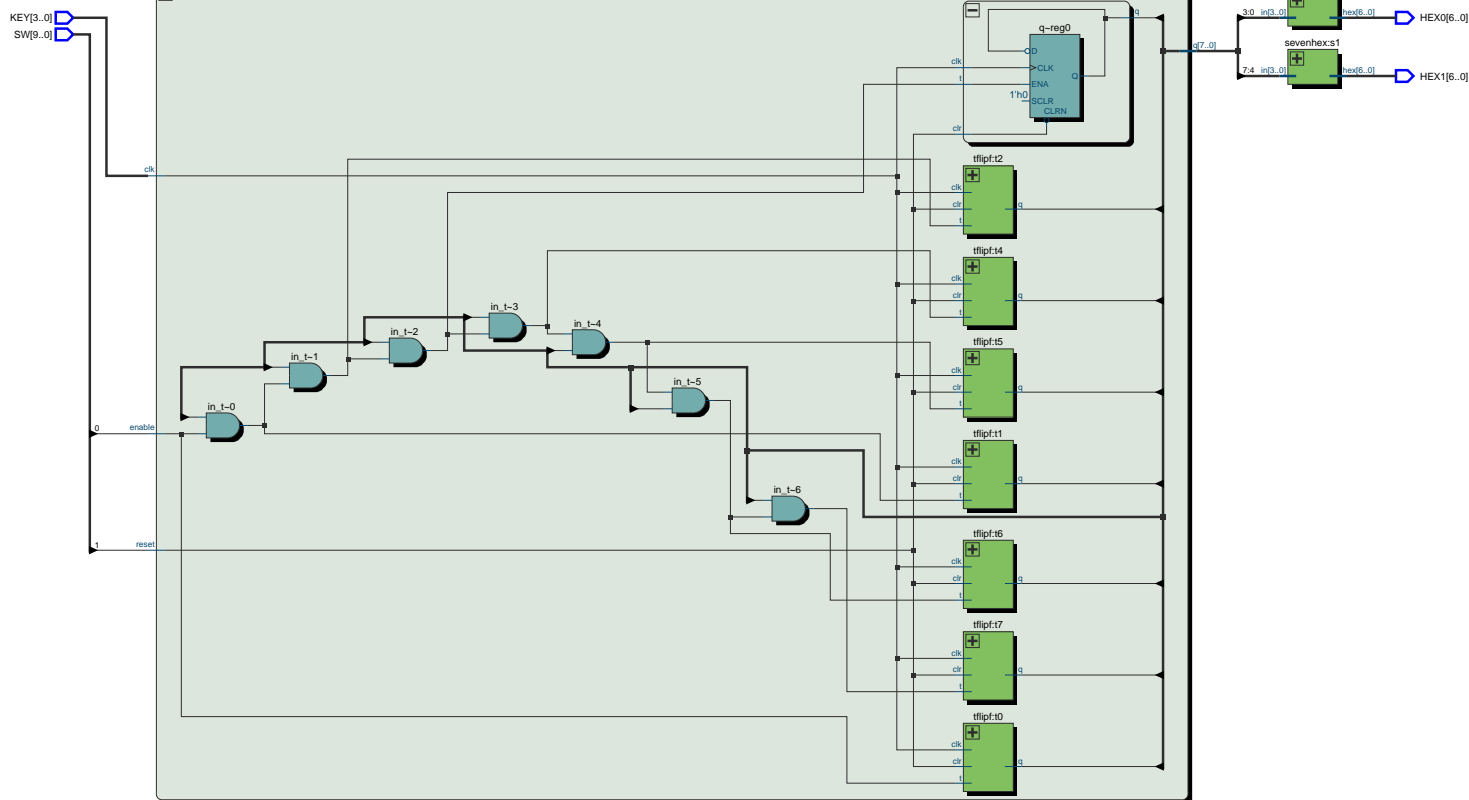 KEY[3..0]
SW[9..0]
0
1
clk
enable
reset
in_t~0
in_t~1
in_t~2
in_t~3
in_t~4
in_t~5
in_t~6
clk
t
clr
q~reg0
D
CLK
ENA
1'h0
SCLR
CLRN
Q
q
tflipf:t2
clk
clr
t
q
tflipf:t4
clk
clr
t
q
tflipf:t5
clk
clr
t
q
tflipf:t1
clk
clr
t
q
tflipf:t6
clk
clr
t
q
tflipf:t7
clk
clr
t
q
tflipf:t0
clk
clr
t
q
q[7..0]
3:0 in[3..0] hex[6..0] HEX0[6..0]
sevenhex:s1
7:4 in[3..0] hex[6..0] HEX1[6..0]